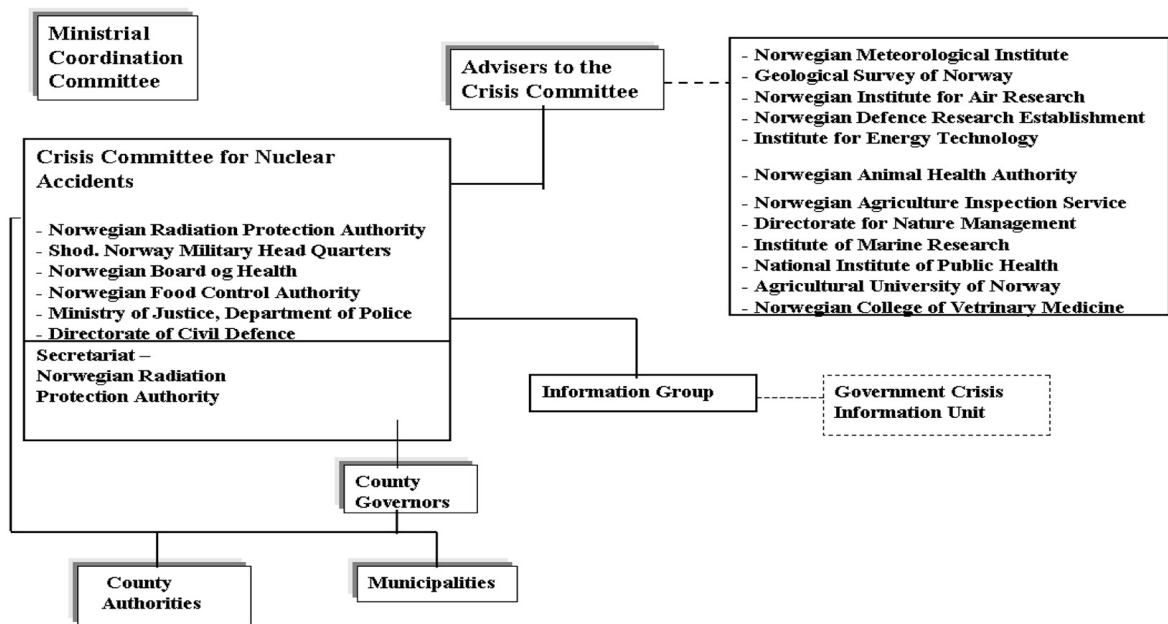 Ministrial
Coordination
Committee
Advisers to the
Crisis Committee
- Norwegian Meteorological Institute
- Geological Survey of Norway
- Norwegian Institute for Air Research
- Norwegian Defence Research Establishment
- Institute for Energy Technology
- Norwegian Animal Health Authority
- Norwegian Agriculture Inspection Service
- Directorate for Nature Management
- Institute of Marine Research
- National Institute of Public Health
- Agricultural University of Norway
- Norwegian College of Vetrinary Medicine
Crisis Committee for Nuclear
Accidents
- Norwegian Radiation Protection Authority
- Shod. Norway Military Head Quarters
- Norwegian Board og Health
- Norwegian Food Control Authority
- Ministry of Justice, Department of Police
- Directorate of Civil Defence
Secretariat –
Norwegian Radiation
Protection Authority
Information Group
Government Crisis
Information Unit
County
Governors
County
Authorities
Municipalities